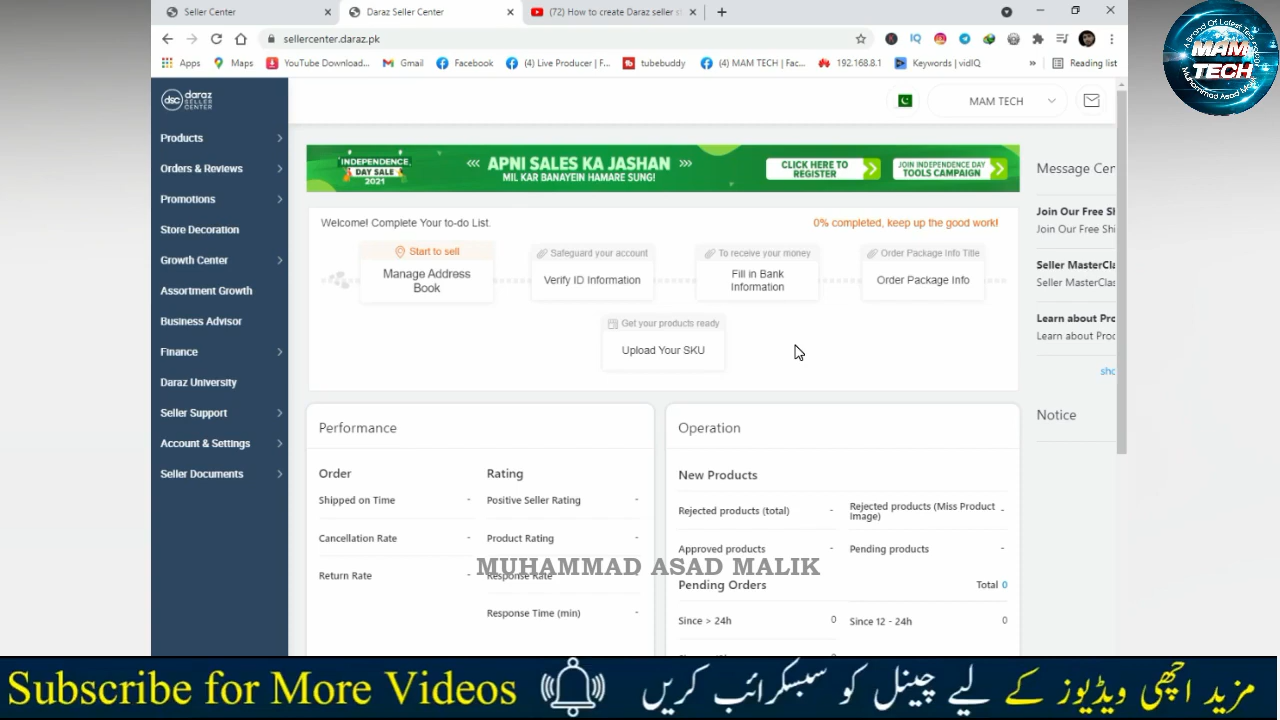 Seller Center
Daraz Seller Center
(72) How to create Daraz seller s
sellercenter.daraz.pk
Apps
Maps
YouTube Download...
Gmail
Facebook
(4) Live Producer | F...
tubebuddy
(4) MAM TECH | Fac...
192.168.8.1
Keywords | vidIQ
»
Reading list
A Brand Of Latest
MAM
TECH
dsc daraz
SELLER
CENTER
MAM TECH
Products
Orders & Reviews
Promotions
Store Decoration
Growth Center
Assortment Growth
Business Advisor
Finance
Daraz University
Seller Support
Account & Settings
Seller Documents
INDEPENDENCE
DAY SALE
2021
APNI SALES KA JASHAN
MIL KAR BANAYEIN HAMARE SUNG!
CLICK HERE TO
REGISTER
JOIN INDEPENDENCE DAY
TOOLS CAMPAIGN
Welcome! Complete Your to-do List.
0% completed, keep up the good work!
Start to sell
Manage Address
Book
Safeguard your account
Verify ID Information
To receive your money
Fill in Bank
Information
Order Package Info Title
Order Package Info
Get your products ready
Upload Your SKU
Message Cen
Join Our Free Sh
Join Our Free Shi
Seller MasterCla
Seller MasterClas
Learn about Pro
Learn about Proc
sho
Notice
Performance
Order
Shipped on Time -
Cancellation Rate -
Return Rate -
Rating
Positive Seller Rating -
Product Rating -
Response Rate -
Response Time (min) -
Operation
New Products
Rejected products (total) -
Rejected products (Miss Product
Image) -
Approved products -
Pending products -
Pending Orders
Total 0
Since > 24h 0
Since 12 - 24h 0
MUHAMMAD ASAD MALIK
Subscribe for More Videos
مزید اچھی ویڈیوز کے لیے چینل کو سبسکرائب کریں